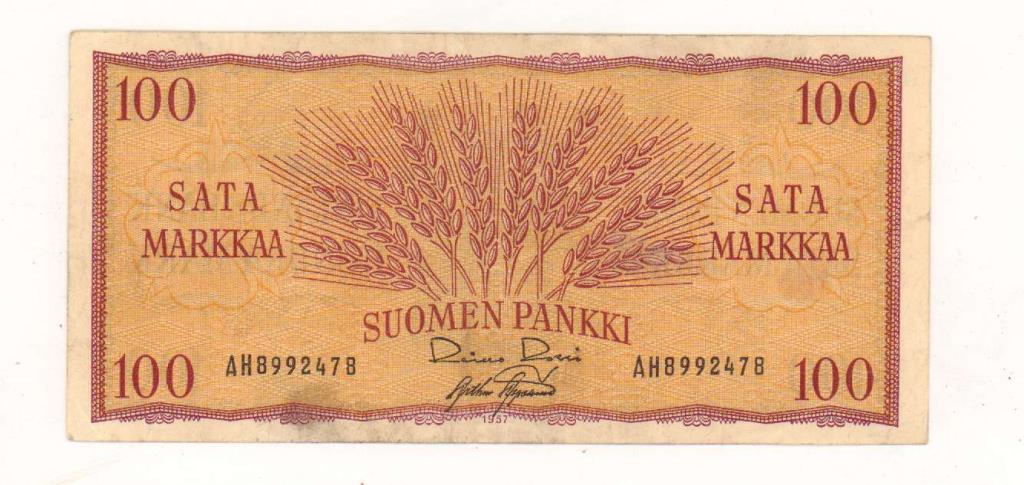 100 100
SATA SATA
MARKKAA MARKKAA
SUOMEN PANKKI
AH8992478 AH8992478
100 100
1957